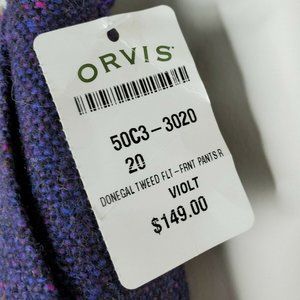 ORVIS
50C3-3020
20
DONEGAL TWEED FLT-FRNT PANTS R
VIOLT
$149.00